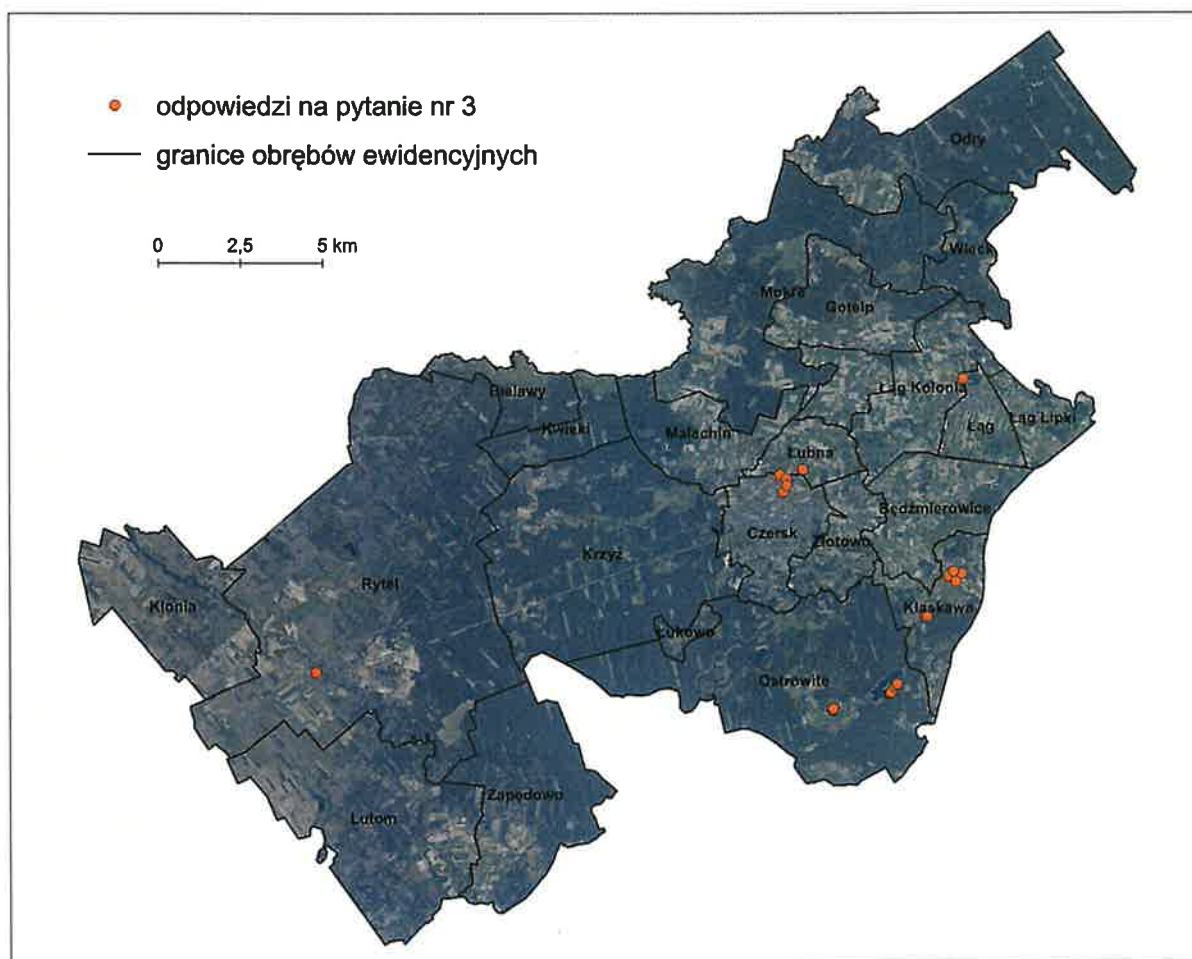 odpowiedzi na pytanie nr 3
granice obrębów ewidencyjnych
0 2,5 5 km
Odry
Wieck
Mokre
Gotelp
Bielawy
Łąg Kolonia
Kwieki
Malachin
Łąg
Łąg Lipki
Łubna
Będźmierowice
Czersk
Złotowo
Krzyż
Rytel
Klonia
Klaskawa
Łukowo
Ostrowite
Zapędowo
Lutom